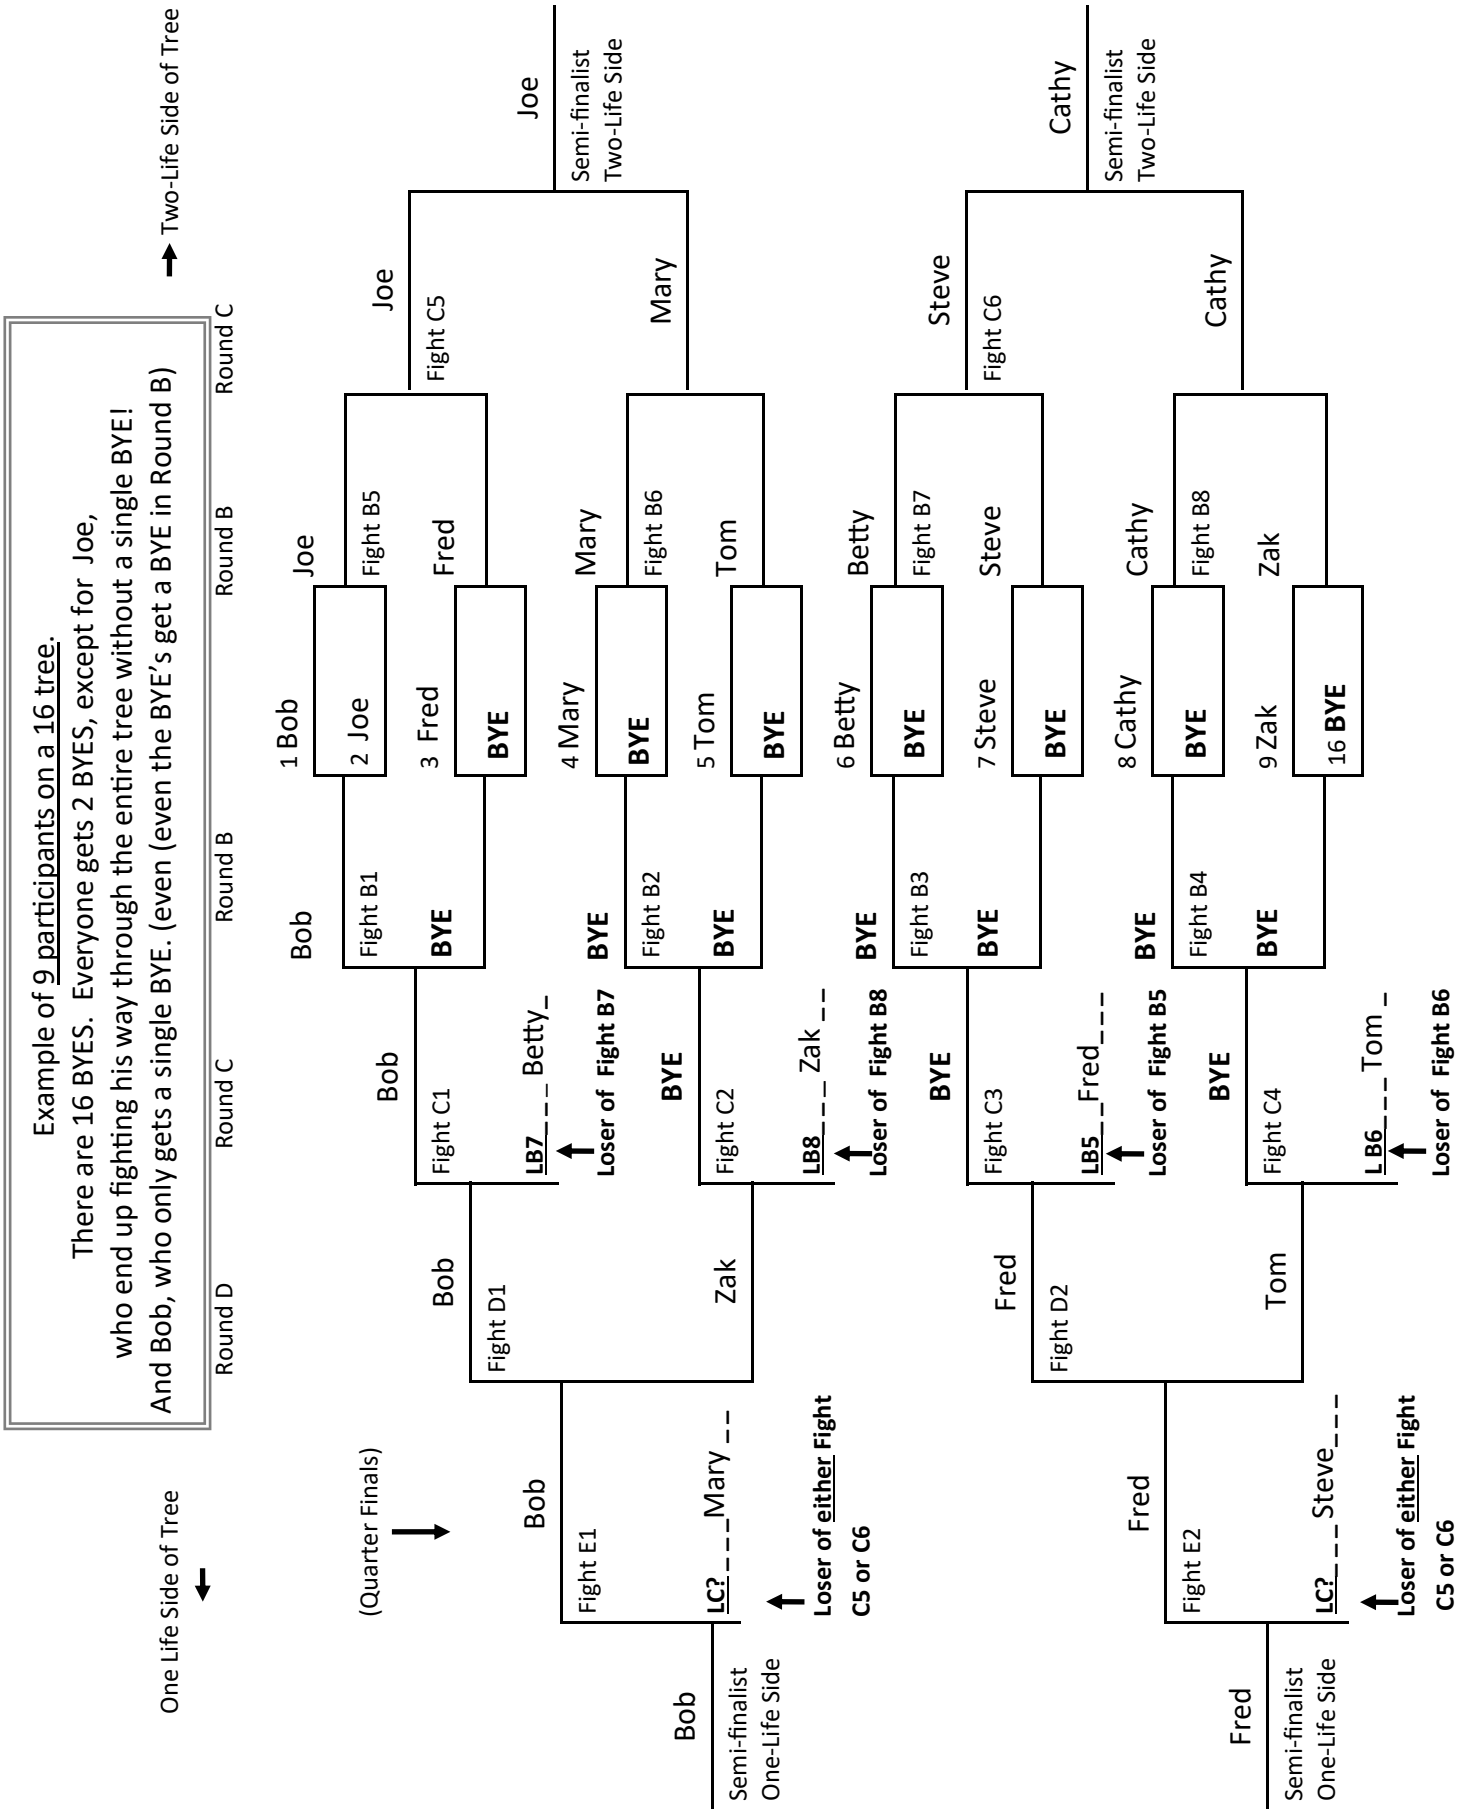 Example of 9 participants on a 16 tree.
There are 16 BYES.  Everyone gets 2 BYES, except for  Joe,
who end up fighting his way through the entire tree without a single BYE!
And Bob, who only gets a single BYE. (even (even the BYE’s get a BYE in Round B)
One Life Side of Tree
Two-Life Side of Tree
Round D
Round C
Round B
Round B
Round C
(Quarter Finals)
Bob
Semi-finalist
One-Life Side
Bob
Fight E1
LC?____Mary __
Loser of either Fight
C5 or C6
Bob
Fight D1
Zak
Bob
Fight C1
LB7___ Betty_
Loser of  Fight B7
BYE
Fight C2
LB8___ Zak __
Loser of  Fight B8
Bob
Fight B1
BYE
BYE
Fight B2
BYE
1 Bob
2  Joe
3  Fred
BYE
4 Mary
BYE
5 Tom
BYE
Joe
Fight B5
Fred
Mary
Fight B6
Tom
Joe
Fight C5
Mary
Joe
Semi-finalist
Two-Life Side
Fred
Semi-finalist
One-Life Side
Fred
Fight E2
LC?____Steve___
Loser of either Fight
C5 or C6
Fred
Fight D2
Tom
BYE
Fight C3
LB5__Fred____
Loser of  Fight B5
BYE
Fight C4
L B6____Tom _
Loser of  Fight B6
BYE
Fight B3
BYE
BYE
Fight B4
BYE
6 Betty
BYE
7 Steve
BYE
8 Cathy
BYE
9 Zak
16 BYE
Betty
Fight B7
Steve
Cathy
Fight B8
Zak
Steve
Fight C6
Cathy
Cathy
Semi-finalist
Two-Life Side